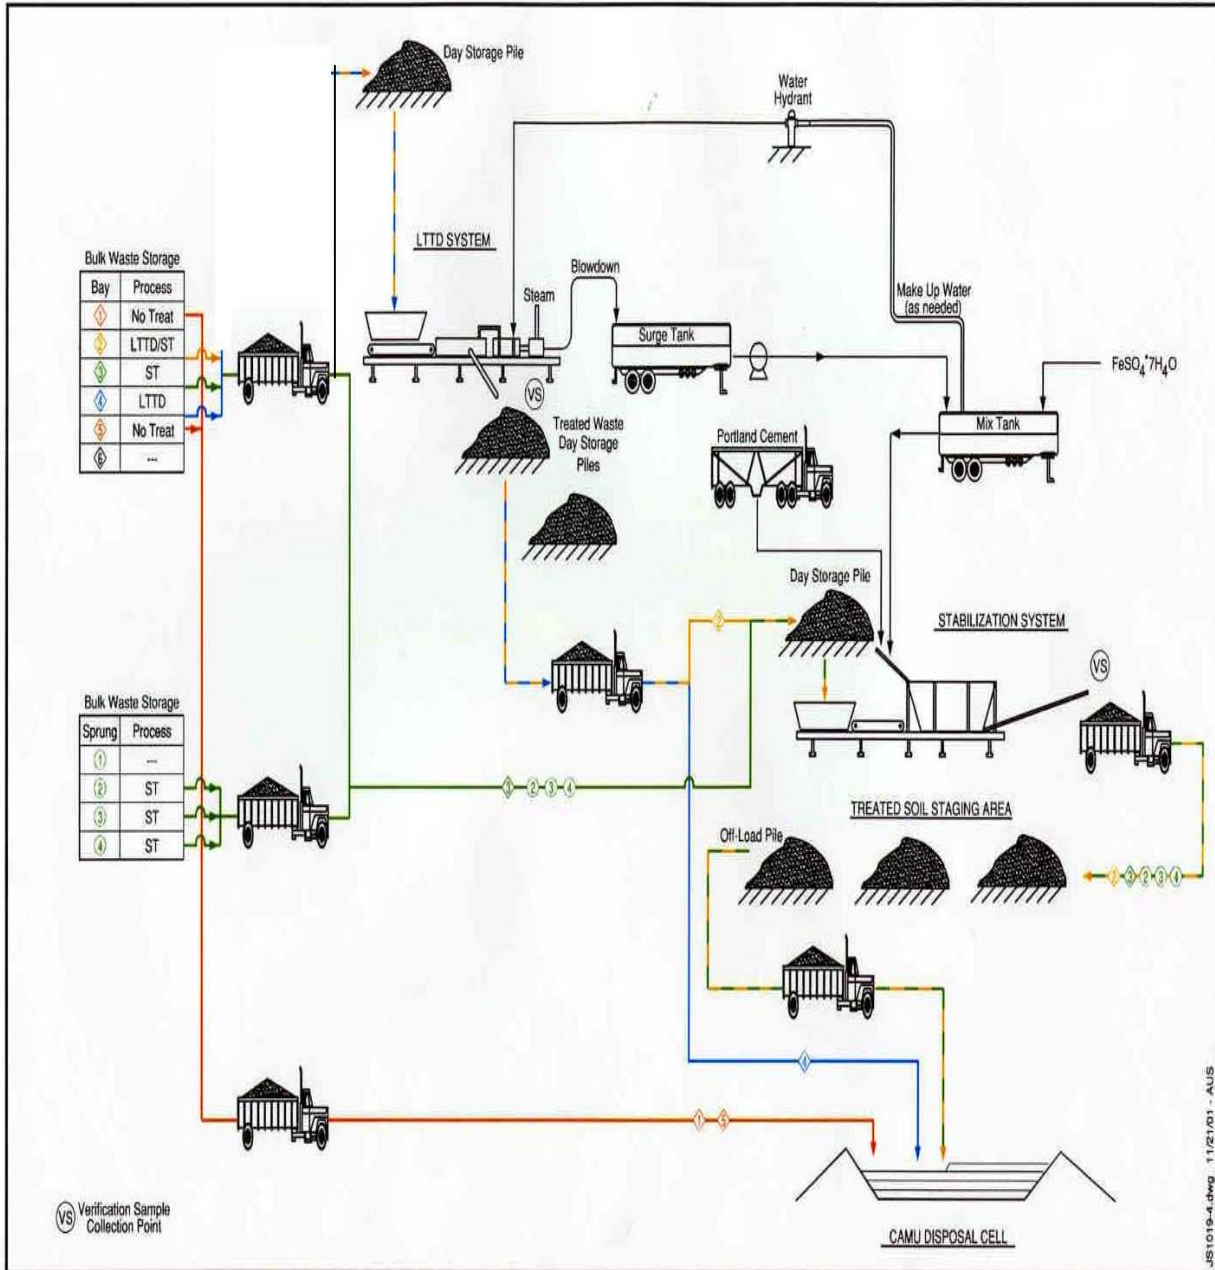 Day Storage Pile
Water
Hydrant
LTTD SYSTEM
Bulk Waste Storage
Bay Process
1 No Treat
2 LTTD/ST
3 ST
4 LTTD
5 No Treat
6 ---
Blowdown
Steam
Surge Tank
Make Up Water
(as needed)
FeSO4*7H4O
Mix Tank
VS
Treated Waste
Day Storage
Piles
Portland Cement
Day Storage Pile
STABILIZATION SYSTEM
VS
2
Bulk Waste Storage
Sprung Process
1 ---
2 ST
3 ST
4 ST
3 2 3 4
TREATED SOIL STAGING AREA
Off-Load Pile
2 3 2 3 4
4
1 5
VS Verification Sample
Collection Point
CAMU DISPOSAL CELL
JS1019-4.dwg 11/21/01 - AUS